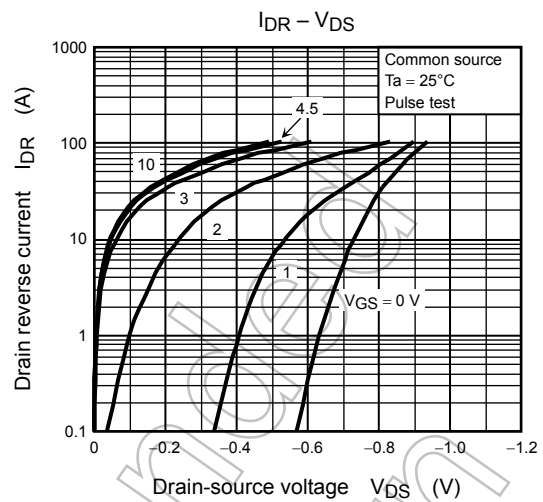 IDR – VDS
1000
100
10
1
0.1
Drain reverse current IDR (A)
Common source
Ta = 25°C
Pulse test
4.5
10
3
2
1
VGS = 0 V
0
−0.2
−0.4
−0.6
−0.8
−1.0
−1.2
Drain-source voltage VDS (V)